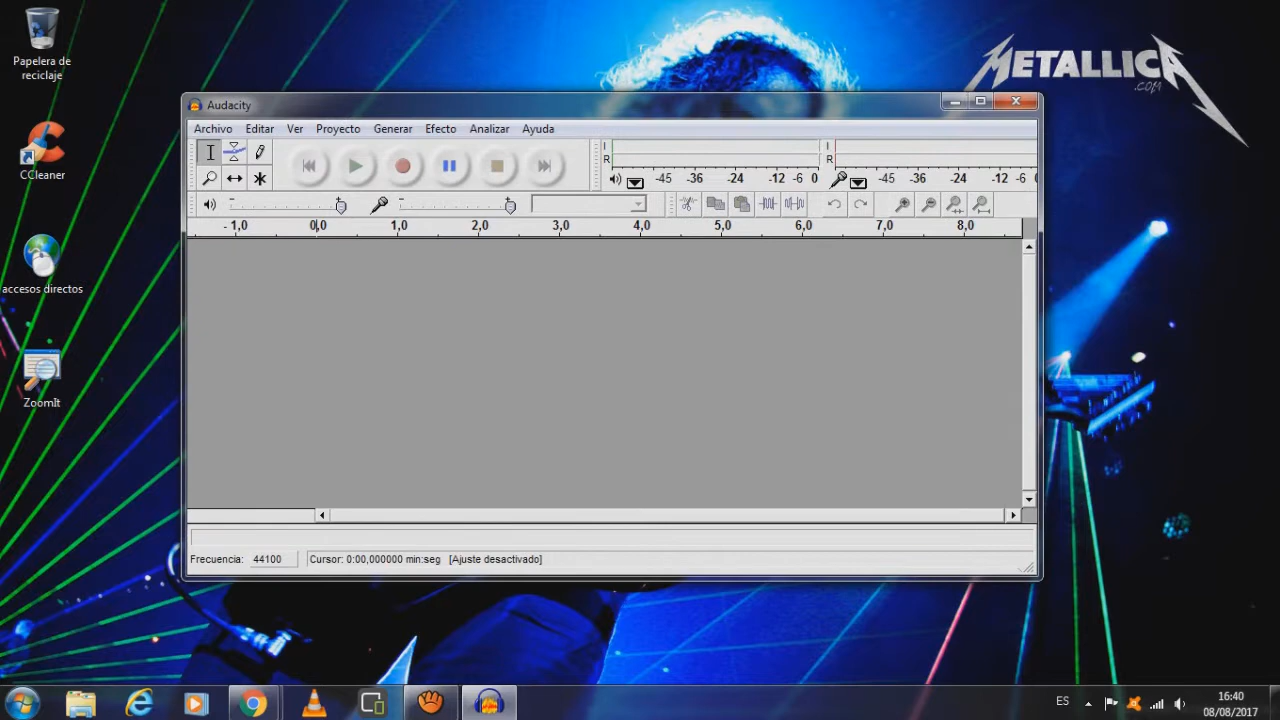 Papelera de
reciclaje
CCleaner
accesos directos
ZoomIt
METALLICA
.com
Audacity
Archivo Editar Ver Proyecto Generar Efecto Analizar Ayuda
I
R
-45 -36 -24 -12 -6 0
I
R
-45 -36 -24 -12 -6 0
- 1,0 0,0 1,0 2,0 3,0 4,0 5,0 6,0 7,0 8,0
Frecuencia: 44100 Cursor: 0:00,000000 min:seg [Ajuste desactivado]
ES
16:40
08/08/2017